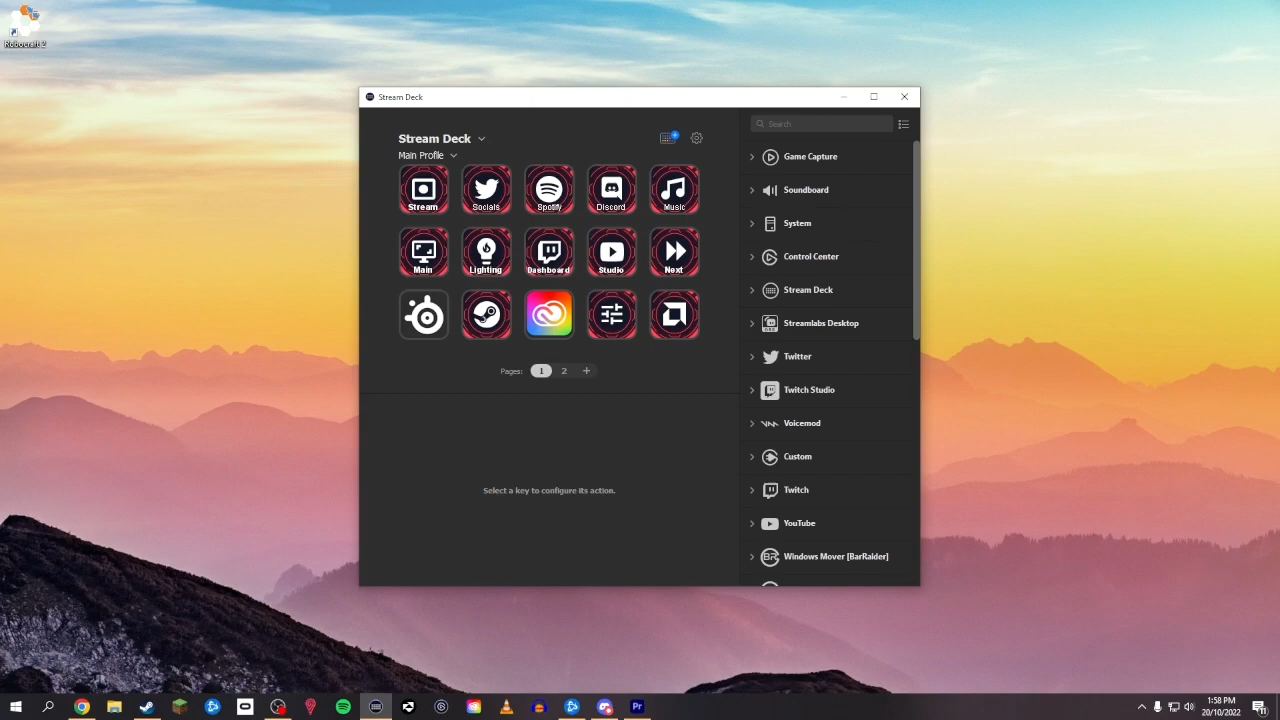 Robocraft 2
Stream Deck
Stream Deck
Main Profile
Stream
Socials
Spotify
Discord
Music
Main
Lighting
Dashboard
Studio
Next
Pages:
1
2
+
Select a key to configure its action.
Search
Game Capture
Soundboard
System
Control Center
Stream Deck
Streamlabs Desktop
Twitter
Twitch Studio
Voicemod
Custom
Twitch
YouTube
BR
Windows Mover [BarRaider]
Pr
1:58 PM
20/10/2022